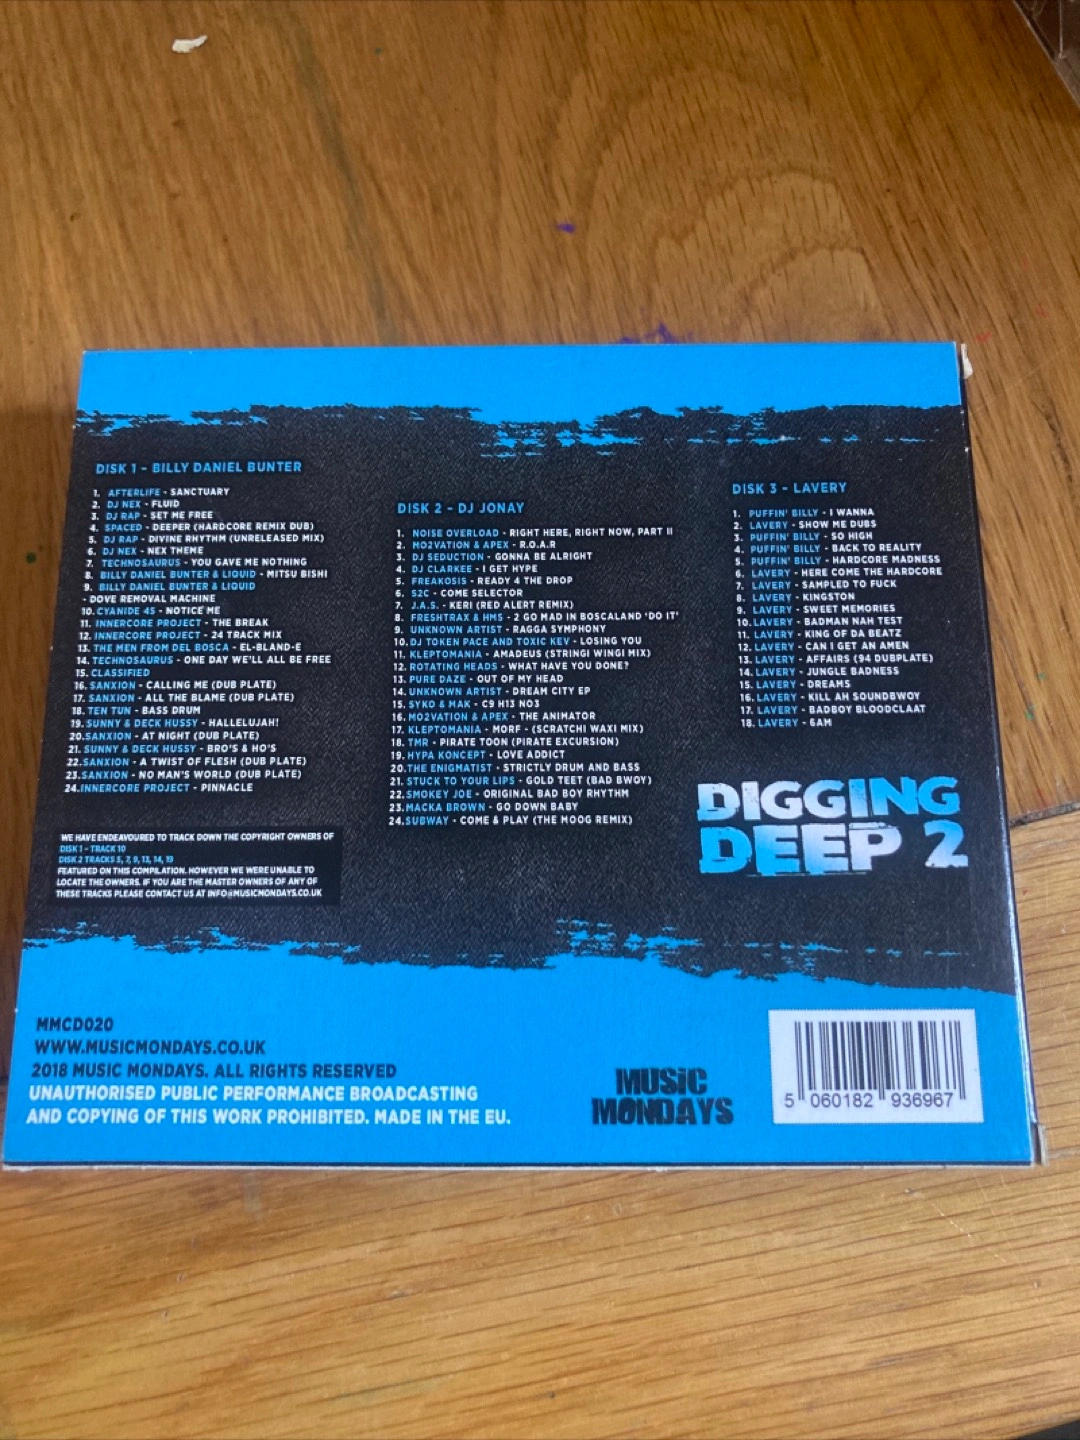 DISK 1 - BILLY DANIEL BUNTER
1. AFTERLIFE - SANCTUARY
2. DJ NEX - FLUID
3. DJ RAP - SET ME FREE
4. SPACED - DEEPER (HARDCORE REMIX DUB)
5. DJ RAP - DIVINE RHYTHM (UNRELEASED MIX)
6. DJ NEX - NEX THEME
7. TECHNOSAURUS - YOU GAVE ME NOTHING
8. BILLY DANIEL BUNTER & LIQUID - MITSU BISHI
9. BILLY DANIEL BUNTER & LIQUID
- DOVE REMOVAL MACHINE
10. CYANIDE 45 - NOTICE ME
11. INNERCORE PROJECT - THE BREAK
12. INNERCORE PROJECT - 24 TRACK MIX
13. THE MEN FROM DEL BOSCA - EL-BLAND-E
14. TECHNOSAURUS - ONE DAY WE'LL ALL BE FREE
15. CLASSIFIED
16. SANXION - CALLING ME (DUB PLATE)
17. SANXION - ALL THE BLAME (DUB PLATE)
18. TEN TUN - BASS DRUM
19. SUNNY & DECK HUSSY - HALLELUJAH!
20.SANXION - AT NIGHT (DUB PLATE)
21. SUNNY & DECK HUSSY - BRO'S & HO'S
22.SANXION - A TWIST OF FLESH (DUB PLATE)
23.SANXION - NO MAN'S WORLD (DUB PLATE)
24.INNERCORE PROJECT - PINNACLE
WE HAVE ENDEAVOURED TO TRACK DOWN THE COPYRIGHT OWNERS OF
DISK 1 - TRACK 10
DISK 2 TRACKS 5, 7, 9, 13, 14, 19
FEATURED ON THIS COMPILATION. HOWEVER WE WERE UNABLE TO
LOCATE THE OWNERS. IF YOU ARE THE MASTER OWNERS OF ANY OF
THESE TRACKS PLEASE CONTACT US AT INFO@MUSICMONDAYS.CO.UK
DISK 2 - DJ JONAY
1. NOISE OVERLOAD - RIGHT HERE, RIGHT NOW, PART II
2. MO2VATION & APEX - R.O.A.R
3. DJ SEDUCTION - GONNA BE ALRIGHT
4. DJ CLARKEE - I GET HYPE
5. FREAKOSIS - READY 4 THE DROP
6. S2C - COME SELECTOR
7. J.A.S. - KERI (RED ALERT REMIX)
8. FRESHTRAX & HMS - 2 GO MAD IN BOSCALAND 'DO IT'
9. UNKNOWN ARTIST - RAGGA SYMPHONY
10.DJ TOKEN PACE AND TOXIC KEV - LOSING YOU
11. KLEPTOMANIA - AMADEUS (STRINGI WINGI MIX)
12. ROTATING HEADS - WHAT HAVE YOU DONE?
13. PURE DAZE - OUT OF MY HEAD
14. UNKNOWN ARTIST - DREAM CITY EP
15. SYKO & MAK - C9 H13 NO3
16. MO2VATION & APEX - THE ANIMATOR
17. KLEPTOMANIA - MORF - (SCRATCHI WAXI MIX)
18. TMR - PIRATE TOON (PIRATE EXCURSION)
19. HYPA KONCEPT - LOVE ADDICT
20.THE ENIGMATIST - STRICTLY DRUM AND BASS
21. STUCK TO YOUR LIPS - GOLD TEET (BAD BWOY)
22.SMOKEY JOE - ORIGINAL BAD BOY RHYTHM
23.MACKA BROWN - GO DOWN BABY
24.SUBWAY - COME & PLAY (THE MOOG REMIX)
DISK 3 - LAVERY
1. PUFFIN' BILLY - I WANNA
2. LAVERY - SHOW ME DUBS
3. PUFFIN' BILLY - SO HIGH
4. PUFFIN' BILLY - BACK TO REALITY
5. PUFFIN' BILLY - HARDCORE MADNESS
6. LAVERY - HERE COME THE HARDCORE
7. LAVERY - SAMPLED TO FUCK
8. LAVERY - KINGSTON
9. LAVERY - SWEET MEMORIES
10. LAVERY - BADMAN NAH TEST
11. LAVERY - KING OF DA BEATZ
12. LAVERY - CAN I GET AN AMEN
13. LAVERY - AFFAIRS (94 DUBPLATE)
14. LAVERY - JUNGLE BADNESS
15. LAVERY - DREAMS
16. LAVERY - KILL AH SOUNDBWOY
17. LAVERY - BADBOY BLOODCLAAT
18. LAVERY - 6AM
DIGGING
DEEP 2
MMCD020
WWW.MUSICMONDAYS.CO.UK
2018 MUSIC MONDAYS. ALL RIGHTS RESERVED
UNAUTHORISED PUBLIC PERFORMANCE BROADCASTING
AND COPYING OF THIS WORK PROHIBITED. MADE IN THE EU.
MUSIC
MONDAYS
5 060182 936967